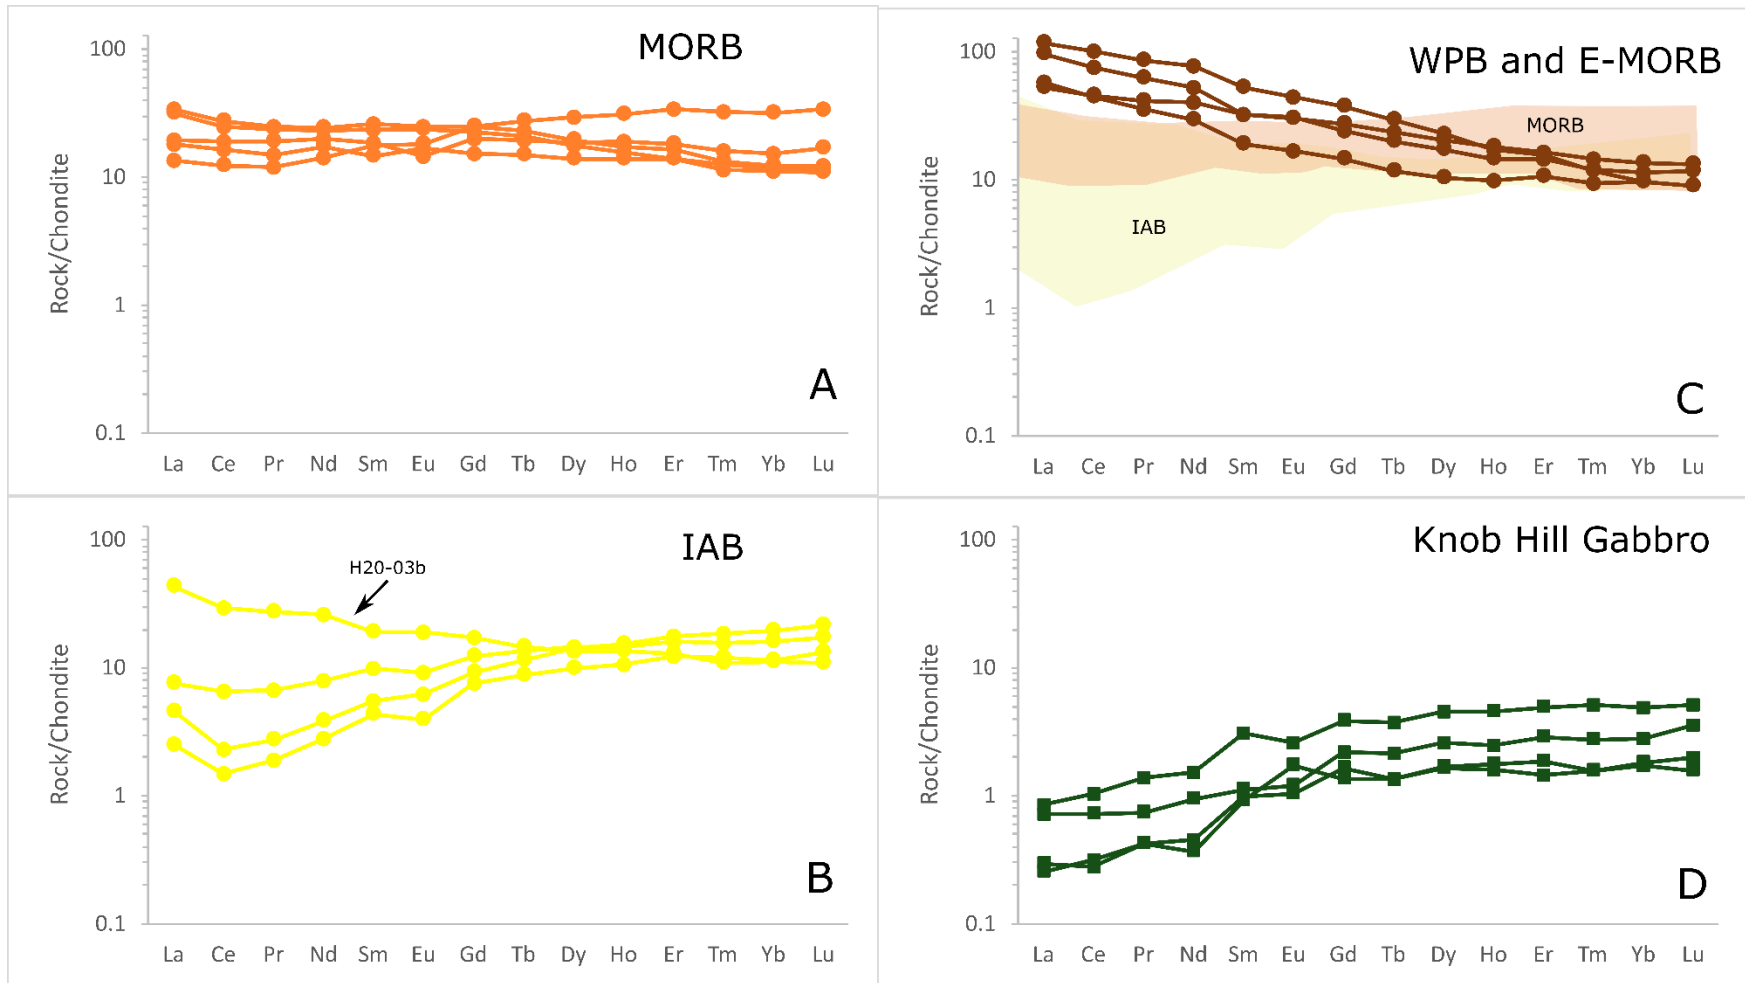 MORB
100
10
1
0.1
Rock/Chondite
La Ce Pr Nd Sm Eu Gd Tb Dy Ho Er Tm Yb Lu
A
WPB and E-MORB
100
10
1
0.1
Rock/Chondite
MORB
IAB
La Ce Pr Nd Sm Eu Gd Tb Dy Ho Er Tm Yb Lu
C
IAB
H20-03b
100
10
1
0.1
Rock/Chondite
La Ce Pr Nd Sm Eu Gd Tb Dy Ho Er Tm Yb Lu
B
Knob Hill Gabbro
100
10
1
0.1
Rock/Chondite
La Ce Pr Nd Sm Eu Gd Tb Dy Ho Er Tm Yb Lu
D